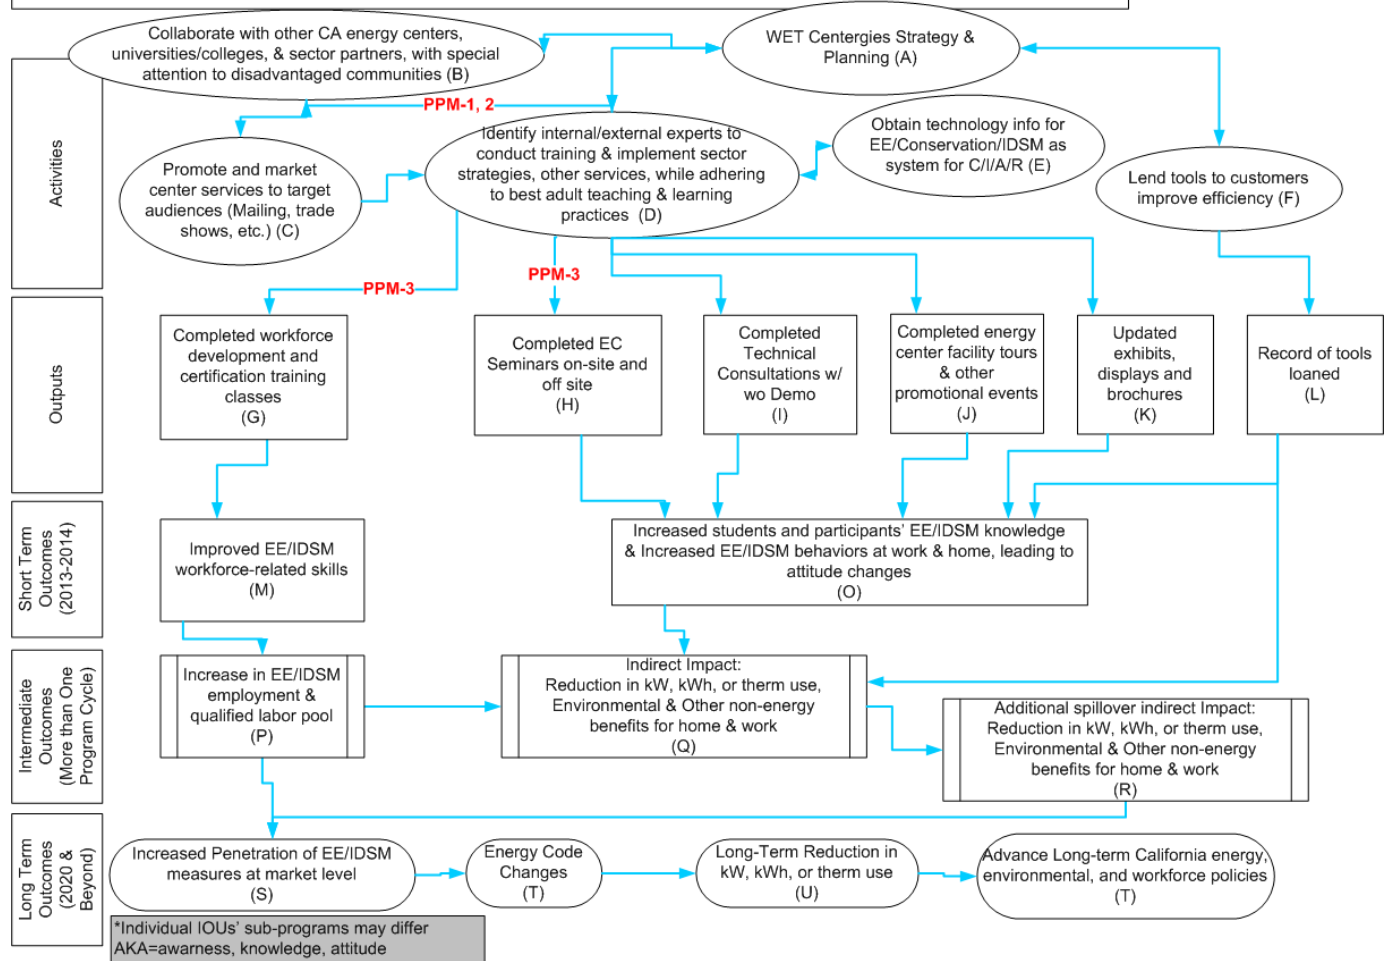 Collaborate with other CA energy centers,
universities/colleges, & sector partners, with special
attention to disadvantaged communities (B)
WET Centergies Strategy &
Planning (A)
Activities
PPM-1, 2
Promote and market
center services to target
audiences (Mailing, trade
shows, etc.) (C)
Identify internal/external experts to
conduct training & implement sector
strategies, other services, while adhering
to best adult teaching & learning
practices (D)
Obtain technology info for
EE/Conservation/IDSM as
system for C/I/A/R (E)
Lend tools to customers
improve efficiency (F)
PPM-3
PPM-3
Outputs
Completed workforce
development and
certification training
classes
(G)
Completed EC
Seminars on-site and
off site
(H)
Completed
Technical
Consultations w/
wo Demo
(I)
Completed energy
center facility tours
& other
promotional events
(J)
Updated
exhibits,
displays and
brochures
(K)
Record of tools
loaned
(L)
Short Term
Outcomes
(2013-2014)
Improved EE/IDSM
workforce-related skills
(M)
Increased students and participants' EE/IDSM knowledge
& Increased EE/IDSM behaviors at work & home, leading to
attitude changes
(O)
Intermediate
Outcomes
(More than One
Program Cycle)
Increase in EE/IDSM
employment &
qualified labor pool
(P)
Indirect Impact:
Reduction in kW, kWh, or therm use,
Environmental & Other non-energy
benefits for home & work
(Q)
Additional spillover indirect Impact:
Reduction in kW, kWh, or therm use,
Environmental & Other non-energy
benefits for home & work
(R)
Long Term
Outcomes
(2020 &
Beyond)
Increased Penetration of EE/IDSM
measures at market level
(S)
Energy Code
Changes
(T)
Long-Term Reduction in
kW, kWh, or therm use
(U)
Advance Long-term California energy,
environmental, and workforce policies
(T)
*Individual IOUs' sub-programs may differ
AKA=awarness, knowledge, attitude